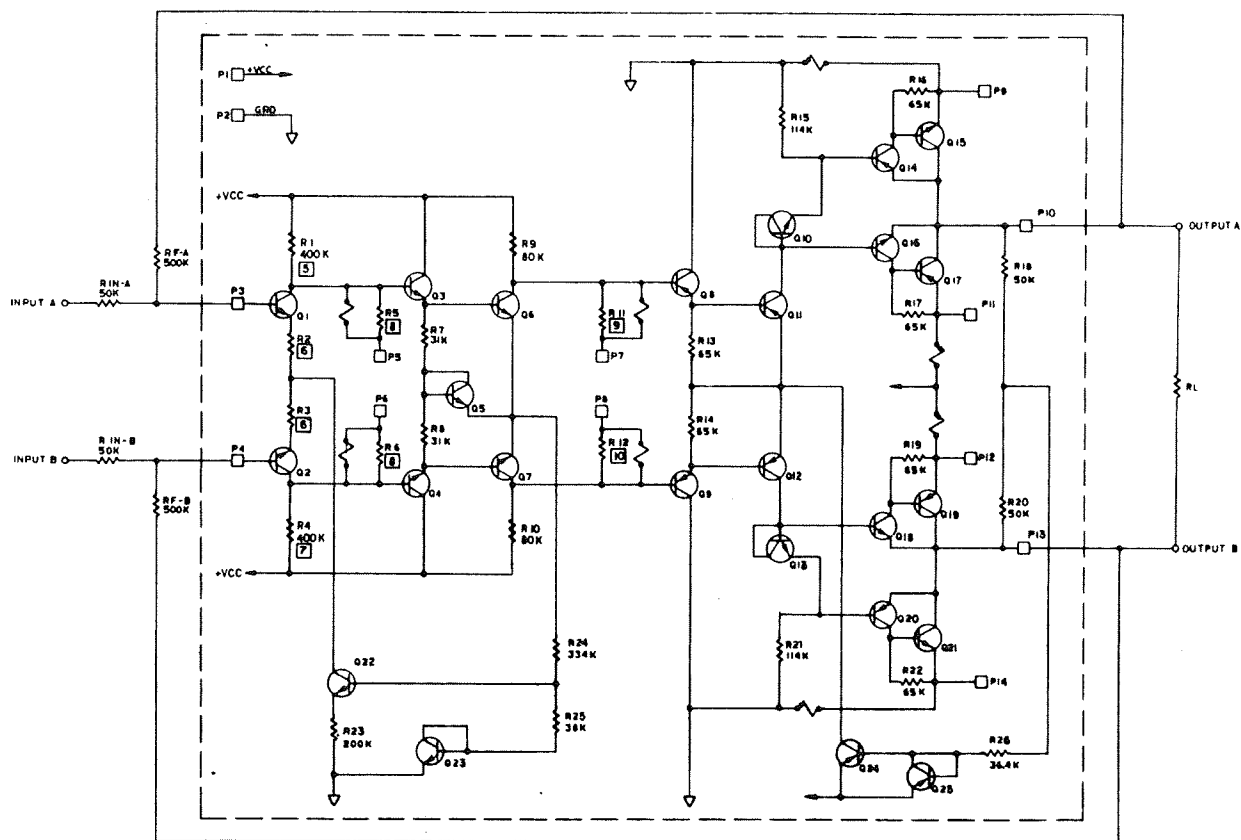 P1 +VCC
P2 GRD
+VCC
R1
400K
5
RF-A
500K
RIN-A
50K
INPUT A
P3
Q1
R2
6
R3
6
RIN-B
50K
INPUT B
P4
Q2
RF-B
500K
R4
400K
7
+VCC
R5
8
P5
P6
R6
8
Q3
R7
31K
Q5
R8
31K
Q4
R9
80K
Q6
Q7
R10
80K
R11
9
P7
P8
R12
10
Q8
R13
65K
R14
65K
Q9
Q10
Q11
Q12
Q13
R15
114K
R16
65K
P9
Q15
Q14
Q16
Q17
P10
OUTPUT A
R18
50K
R17
65K
P11
RL
R19
65K
P12
Q19
Q18
R20
50K
P13
OUTPUT B
Q20
Q21
R21
114K
R22
65K
P14
R24
334K
Q22
R25
38K
R23
200K
Q23
Q24
Q25
R26
36.4K